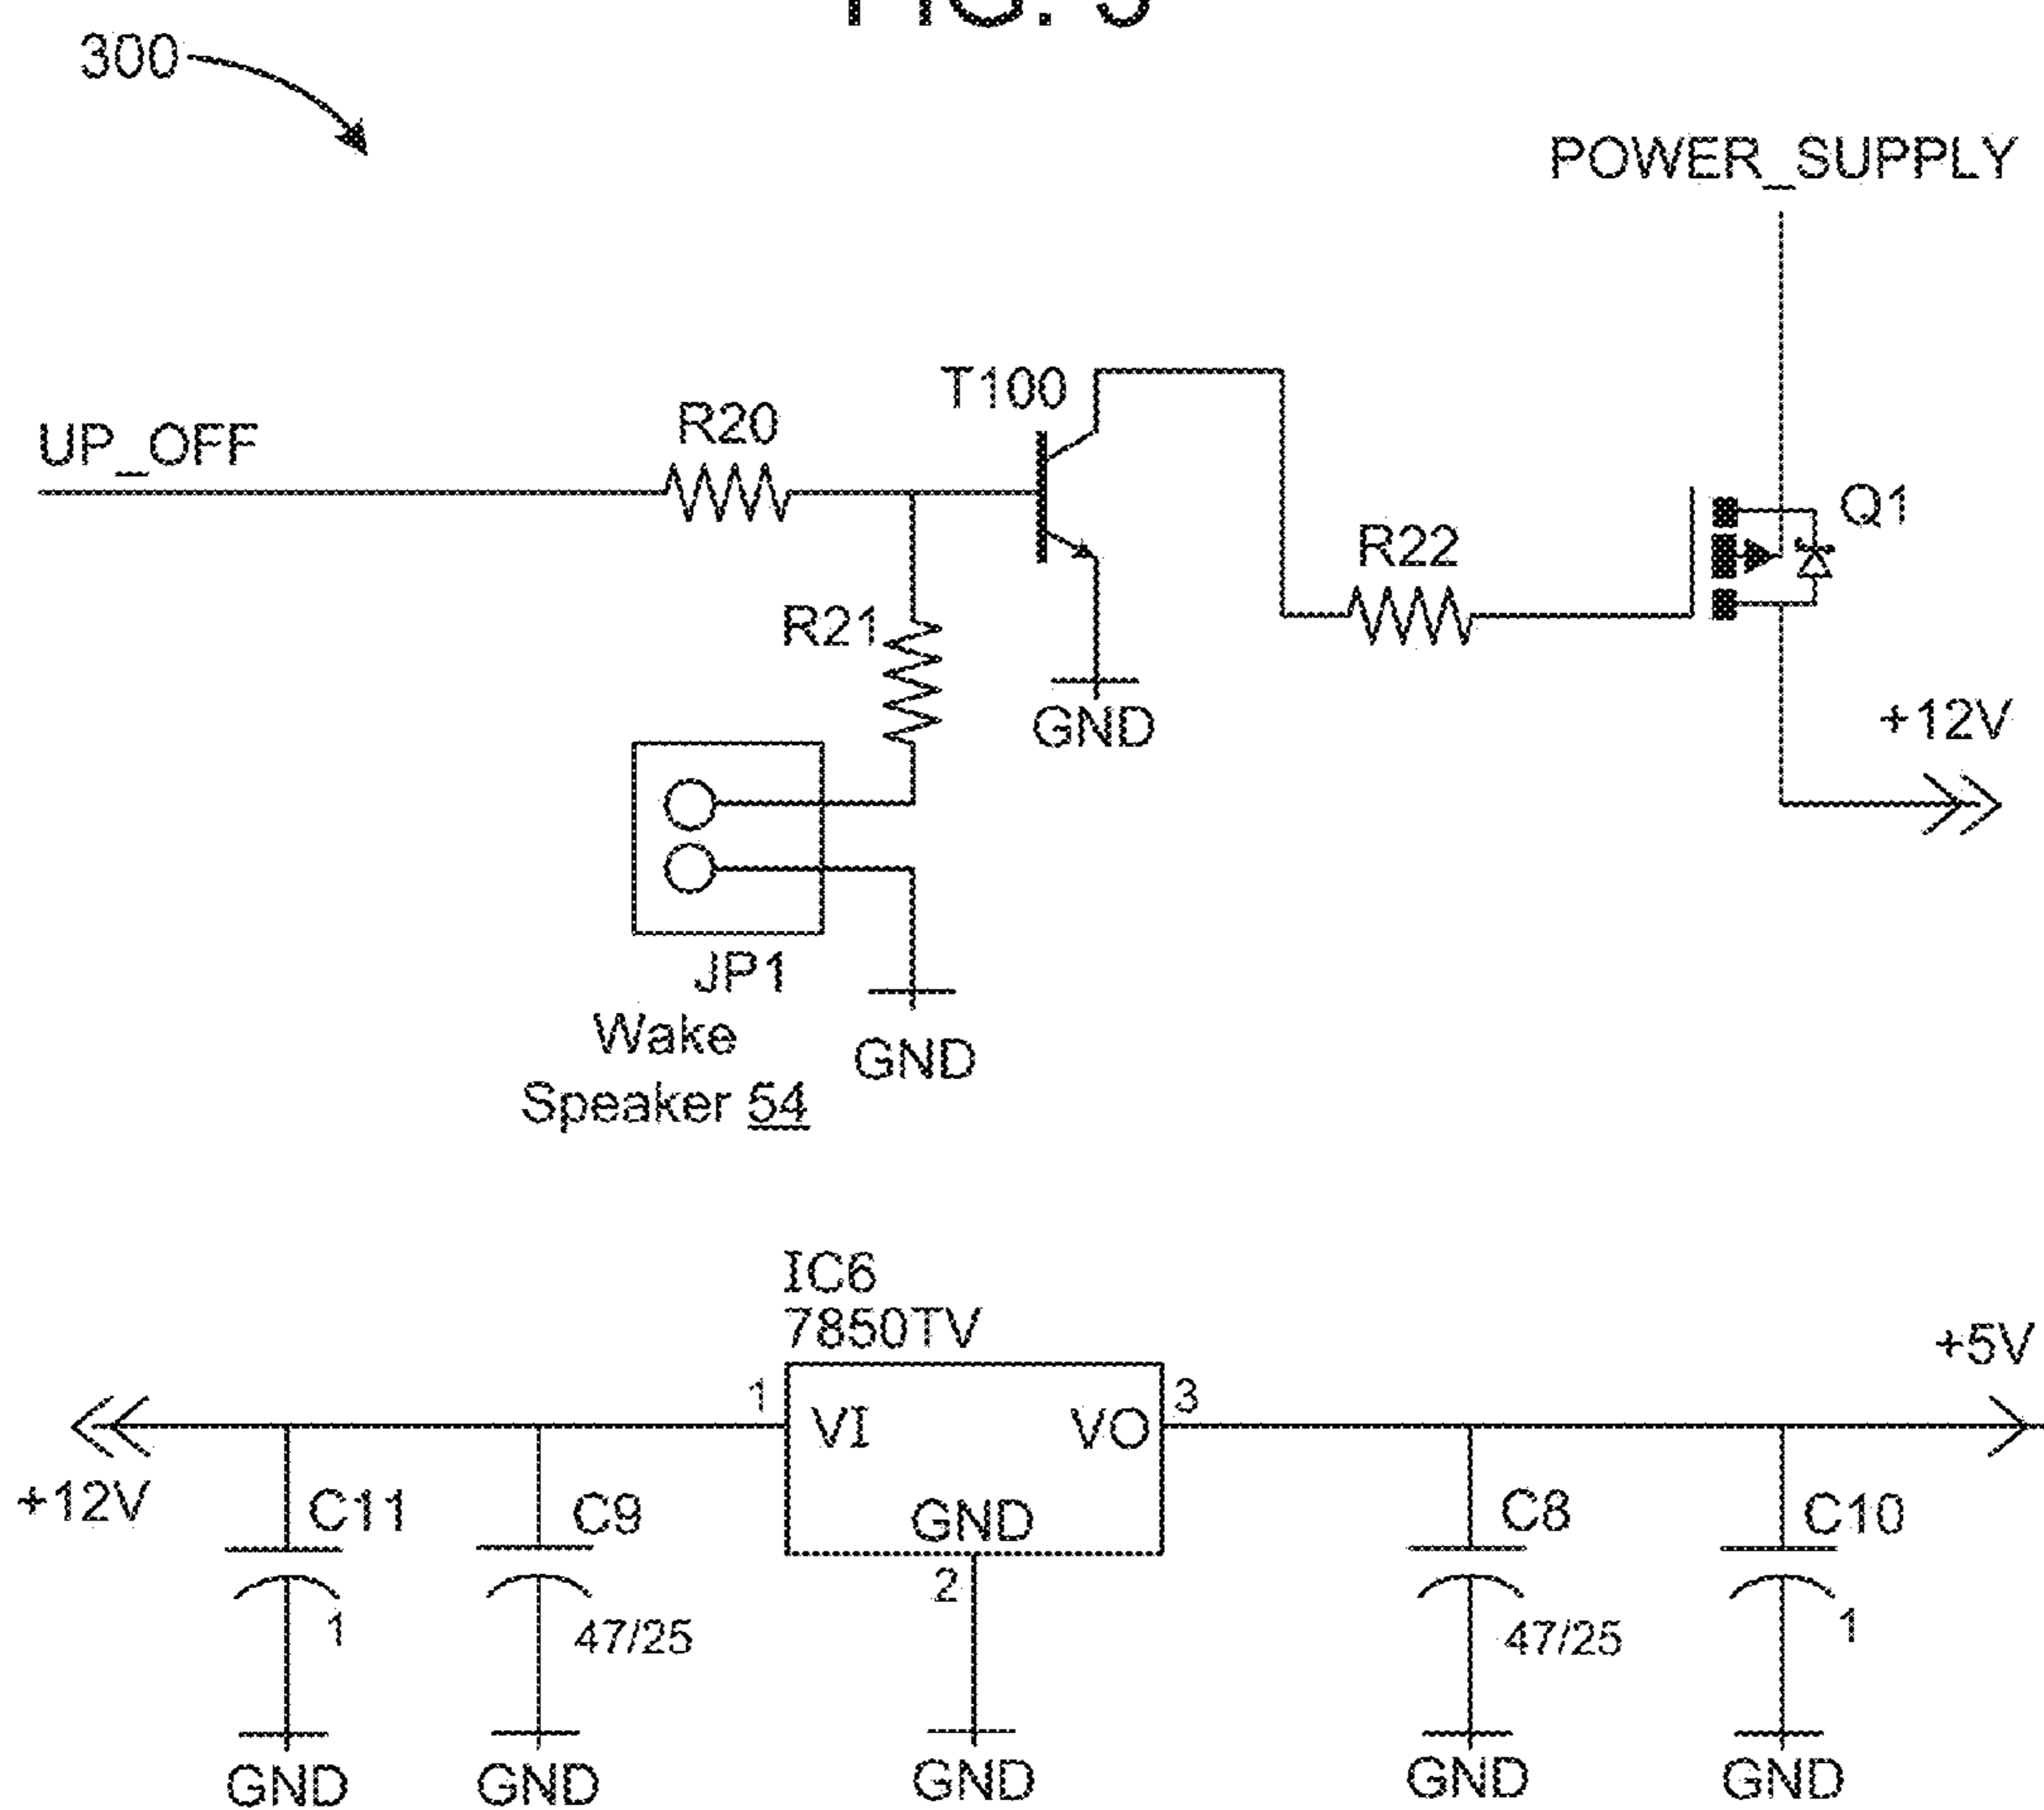 300
POWER_SUPPLY
T100
R20
UP_OFF
Q1
R22
R21
GND
+12V
JP1
Wake
Speaker 54
GND
IC6
7850TV
+5V
1
3
VI
VO
+12V
C11
C9
GND
C8
C10
2
1
47/25
47/25
1
GND
GND
GND
GND
GND